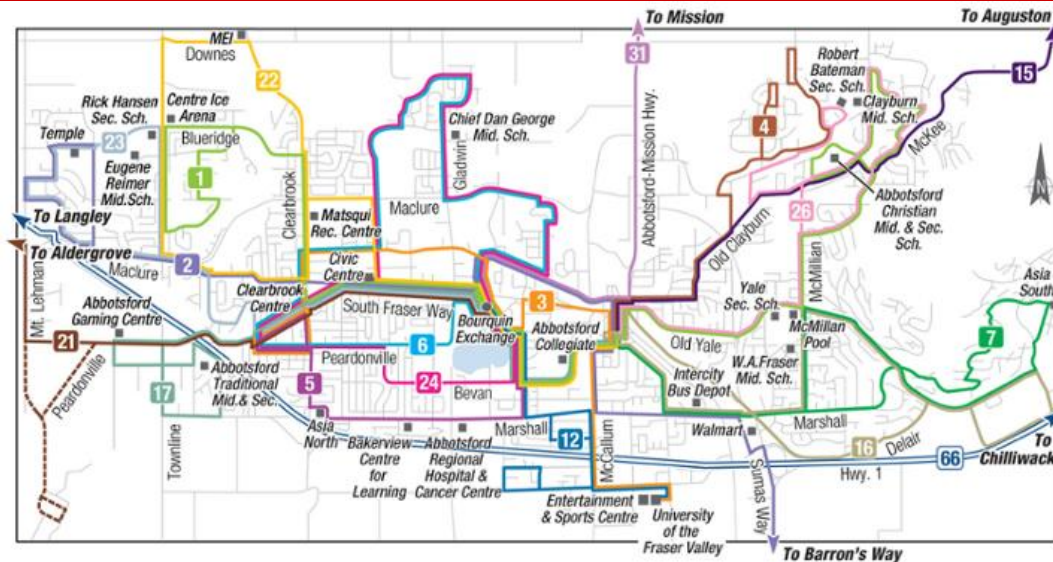 To Mission
To Auguston
MEI
Downes
31
15
22
Robert
Bateman
Sec. Sch.
Clayburn
Mid. Sch.
McKee
Rick Hansen
Sec. Sch.
Centre Ice
Arena
Chief Dan George
Mid. Sch.
4
Temple
23
Blueridge
Gladwin
Abbotsford-Mission Hwy.
Eugene
Reimer
Mid.Sch.
1
Clearbrook
Maclure
N
26
Abbotsford
Christian
Mid. & Sec.
Sch.
To Langley
Matsqui
Rec. Centre
Old Clayburn
To Aldergrove
Maclure
2
Civic
Centre
McMillian
Asia
South
Mt. Lehman
Clearbrook
Centre
South Fraser Way
3
Yale
Sec. Sch.
Abbotsford
Gaming Centre
Bourquin
Exchange
Abbotsford
Collegiate
McMillan
Pool
7
21
Peardonville
6
Old Yale
W.A.Fraser
Mid. Sch.
Peardonville
17
Abbotsford
Traditional
Mid.& Sec.
5
24
Bevan
Intercity
Bus Depot
Townline
Asia
North
Marshall
12
McCallum
Walmart
Marshall
Bakerview
Centre
for
Learning
Abbotsford
Regional
Hospital &
Cancer Centre
16
Delair
To
Chilliwack
Sumas Way
Hwy. 1
66
Entertainment
& Sports Centre
University
of the
Fraser Valley
To Barron's Way